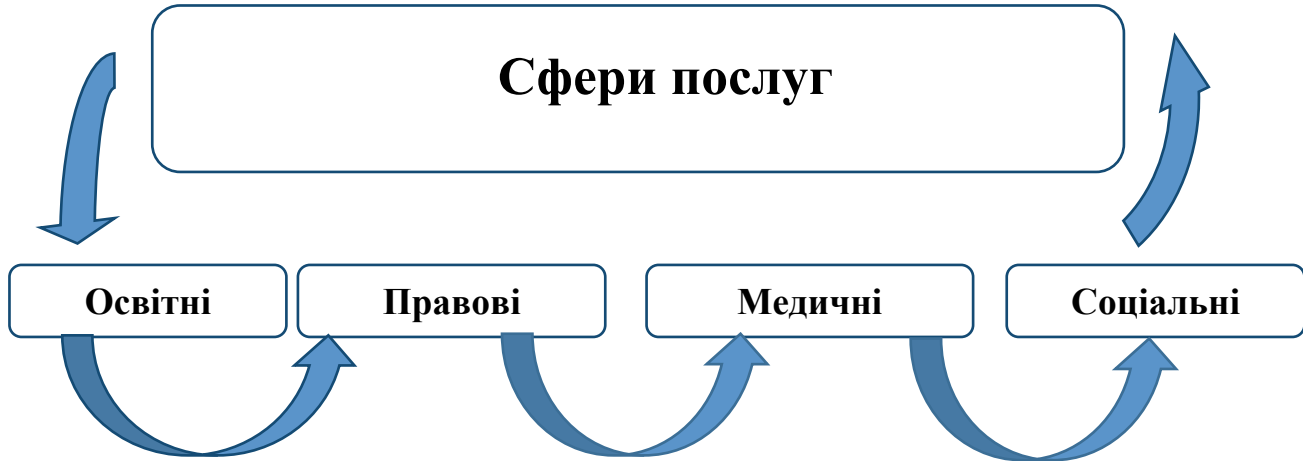 Сфери послуг
Освітні
Правові
Медичні
Соціальні